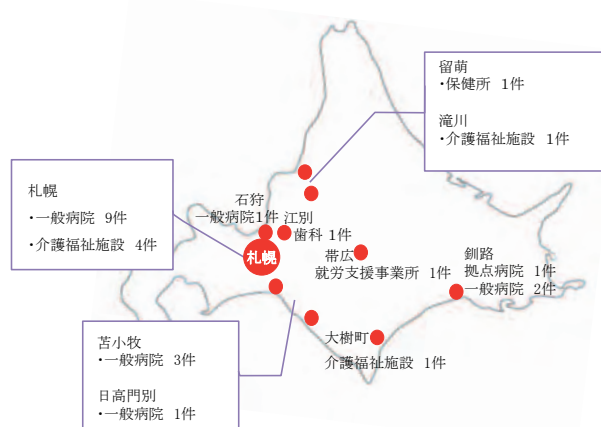 留萌
・保健所 1件
滝川
・介護福祉施設 1件
札幌
・一般病院 9件
・介護福祉施設 4件
石狩
一般病院1件
江別
歯科 1件
札幌
帯広
就労支援事業所 1件
釧路
拠点病院 1件
一般病院 2件
大樹町
介護福祉施設 1件
苫小牧
・一般病院 3件
日高門別
・一般病院 1件